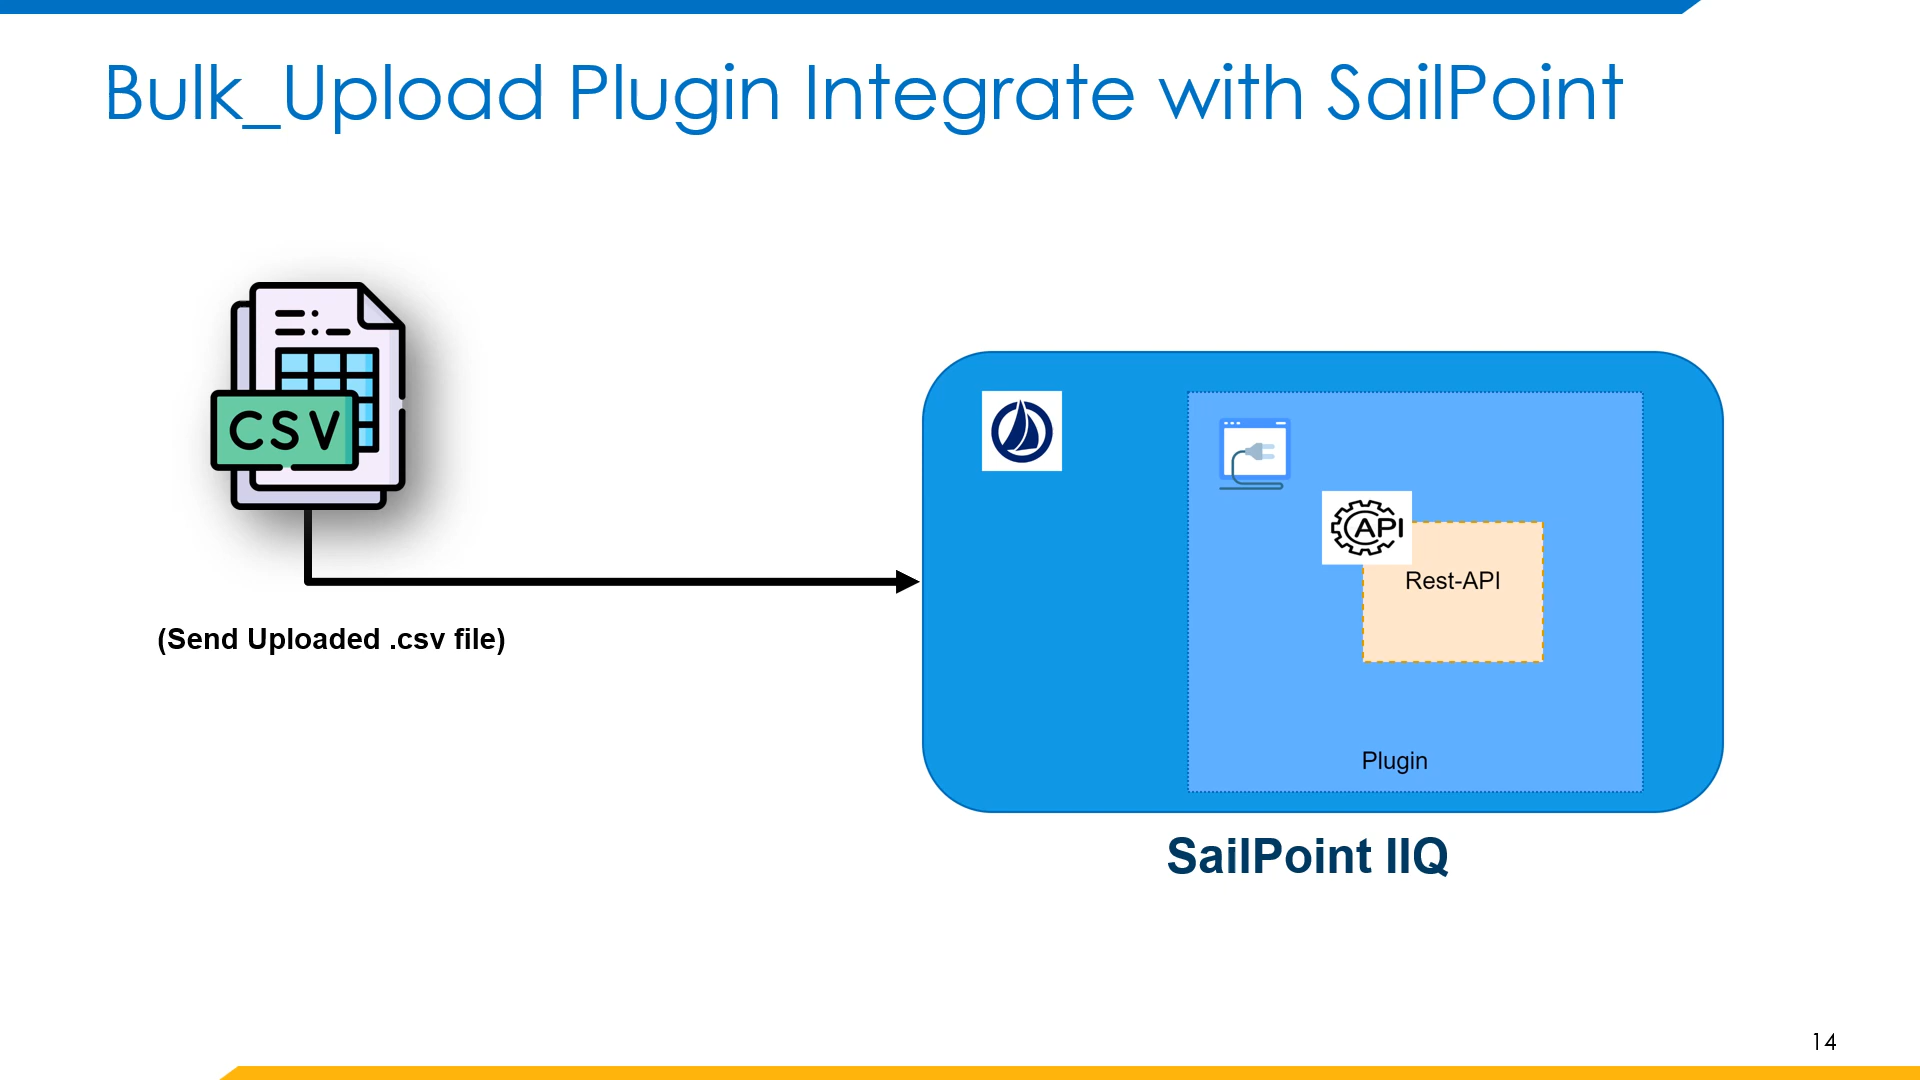 Bulk_Upload Plugin Integrate with SailPoint
CSV
(Send Uploaded .csv file)
API
Rest-API
Plugin
SailPoint IIQ
14